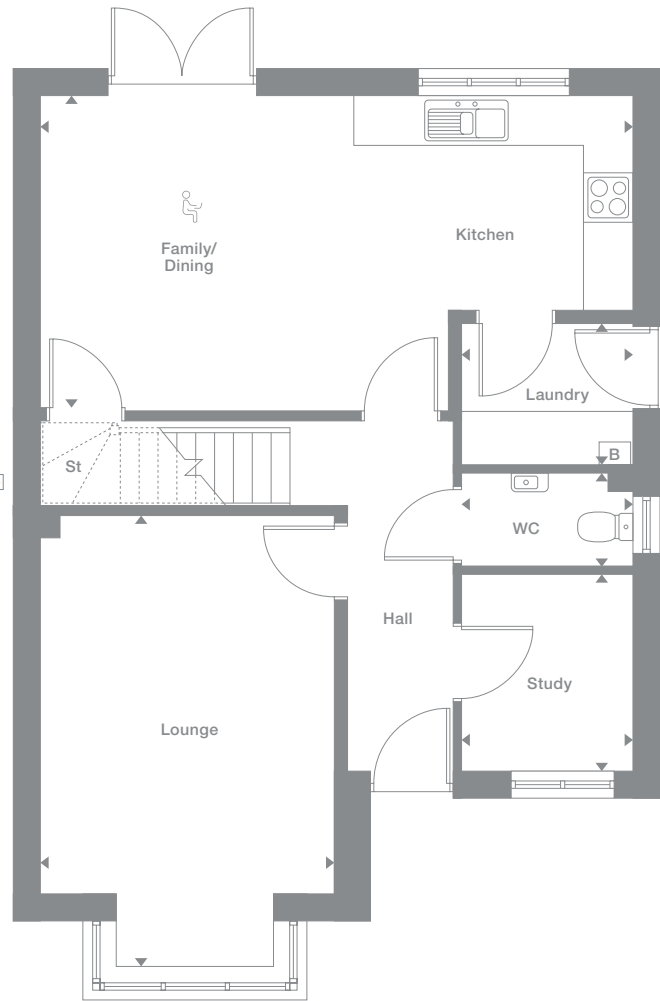 Family/
Dining
Kitchen
Laundry
St
B
WC
Hall
Study
Lounge